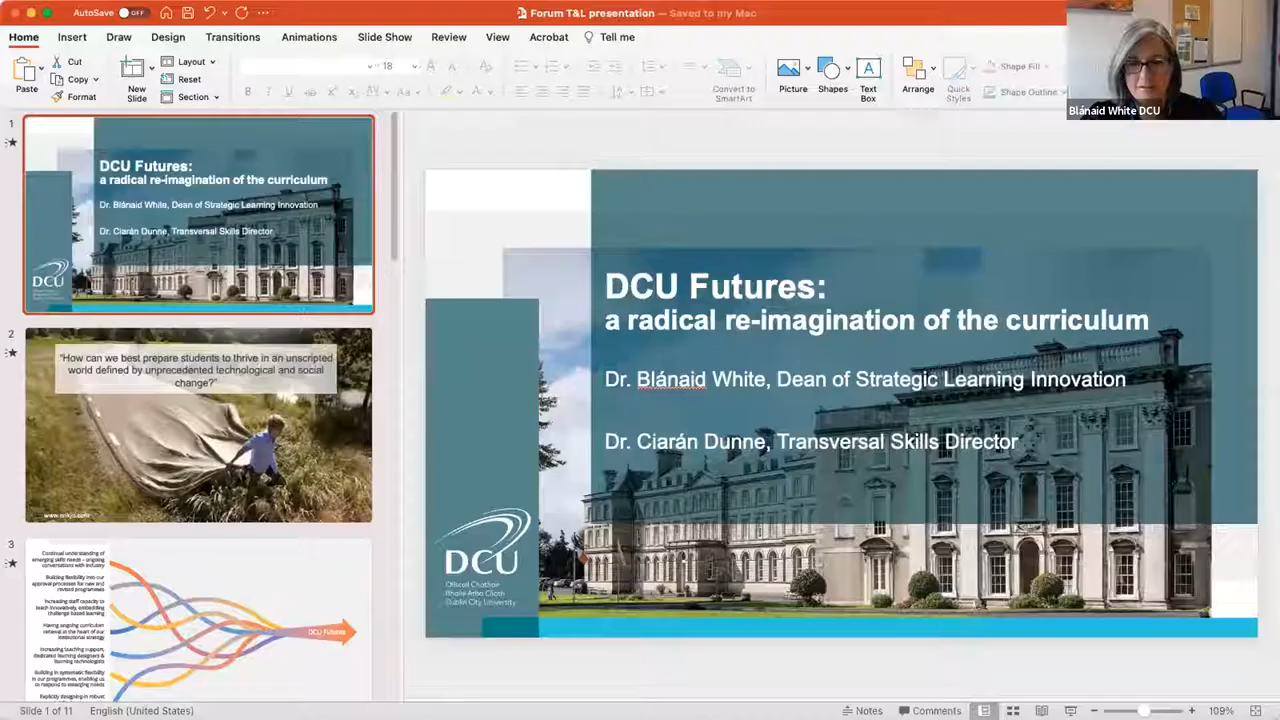 AutoSave OFF
Forum T&L presentation — Saved to my Mac
Home Insert Draw Design Transitions Animations Slide Show Review View Acrobat Tell me
Paste
Cut
Copy
Format
New Slide
Layout
Reset
Section
18
Convert to SmartArt
Picture
Shapes
Text Box
Arrange
Quick Styles
Shape Fill
Shape Outline
Blánaid White DCU
1
DCU Futures:
a radical re-imagination of the curriculum
Dr. Blánaid White, Dean of Strategic Learning Innovation
Dr. Ciarán Dunne, Transversal Skills Director
DCU
2
"How can we best prepare students to thrive in an unscripted
world defined by unprecedented technological and social
change?"
3
Continual understanding of
emerging skills needs – ongoing
conversations with industry
Building flexibility into our
approval processes for new and
revised programmes
Increasing staff capacity to
teach innovatively, embedding
challenge based learning
Having ongoing curriculum
renewal at the heart of our
institutional strategy
Increasing teaching support,
dedicated learning designers &
learning technologists
Building in systematic flexibility
in our programmes, enabling us
to respond to emerging needs
Explicitly designing-in robust
DCU Futures
DCU Futures:
a radical re-imagination of the curriculum
Dr. Blánaid White, Dean of Strategic Learning Innovation
Dr. Ciarán Dunne, Transversal Skills Director
DCU
Ollscoil Chathair
Bhaile Átha Cliath
Dublin City University
Slide 1 of 11 English (United States)
Notes Comments 109%